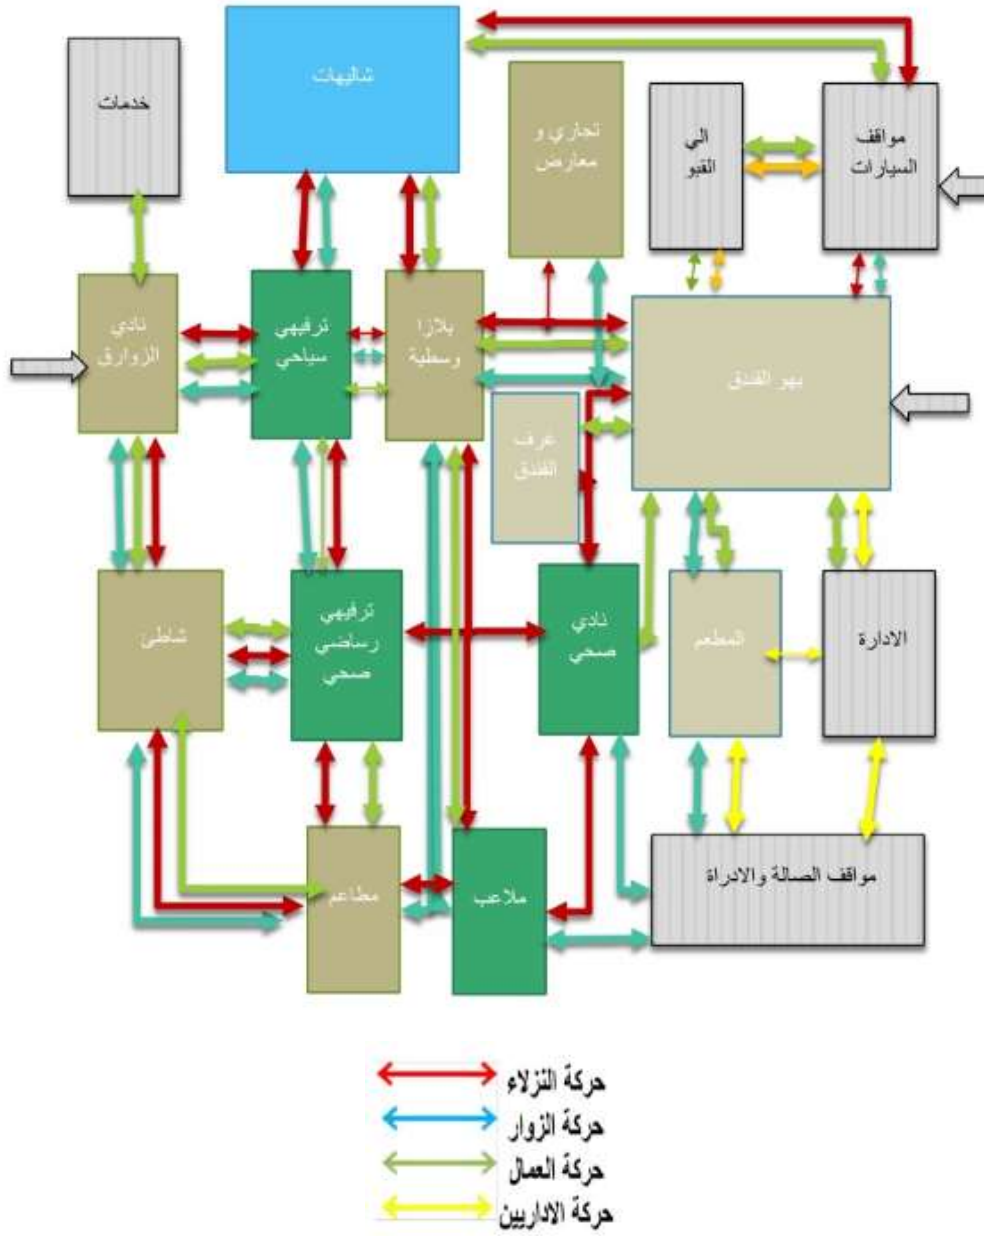 شاليهات
خدمات
تجاري و
معارض
الي
القبو
مواقف
السيارات
نادي
الزوارق
ترفيهي
سياحي
بلازا
وسطية
بهو الفندق
غرف
الفندق
شاطئ
ترفيهي
رساضي
صحي
نادي
صحي
المطعم
الادارة
مطاعم
ملاعب
مواقف الصالة والادراة
حركة النزلاء
حركة الزوار
حركة العمال
حركة الاداريين